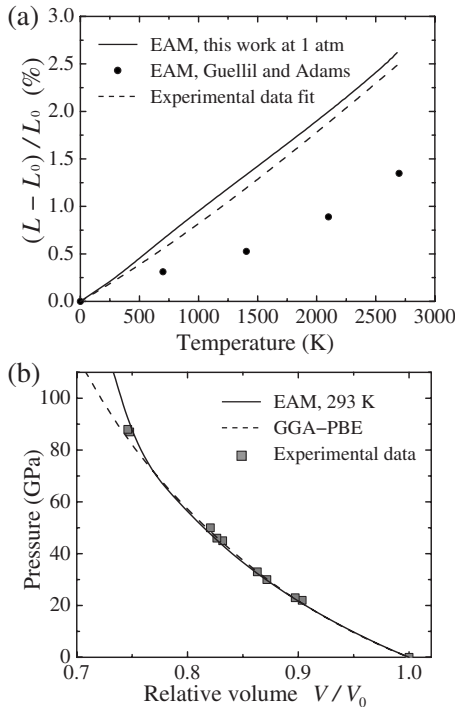 (a)
3.0
2.5
2.0
1.5
1.0
0.5
0.0
(L − L₀) / L₀ (%)
EAM, this work at 1 atm
EAM, Guellil and Adams
Experimental data fit
0 500 1000 1500 2000 2500 3000
Temperature (K)
(b)
100
80
60
40
20
0
Pressure (GPa)
EAM, 293 K
GGA−PBE
Experimental data
0.7 0.8 0.9 1.0
Relative volume V / V₀